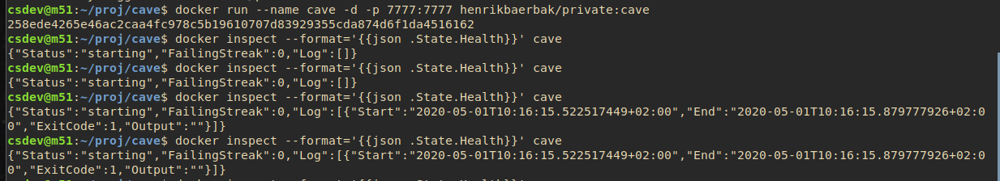 csdev@m51:~/proj/cave$ docker run --name cave -d -p 7777:7777 henrikbaerbak/private:cave
258ede4265e46ac2caa4fc978c5b19610707d83929355cda874d6f1da4516162
csdev@m51:~/proj/cave$ docker inspect --format='{{json .State.Health}}' cave
{"Status":"starting","FailingStreak":0,"Log":[]}
csdev@m51:~/proj/cave$ docker inspect --format='{{json .State.Health}}' cave
{"Status":"starting","FailingStreak":0,"Log":[]}
csdev@m51:~/proj/cave$ docker inspect --format='{{json .State.Health}}' cave
{"Status":"starting","FailingStreak":0,"Log":[{"Start":"2020-05-01T10:16:15.522517449+02:00","End":"2020-05-01T10:16:15.879777926+02:0
0","ExitCode":1,"Output":""}]}
csdev@m51:~/proj/cave$ docker inspect --format='{{json .State.Health}}' cave
{"Status":"starting","FailingStreak":0,"Log":[{"Start":"2020-05-01T10:16:15.522517449+02:00","End":"2020-05-01T10:16:15.879777926+02:0
0","ExitCode":1,"Output":""}]}